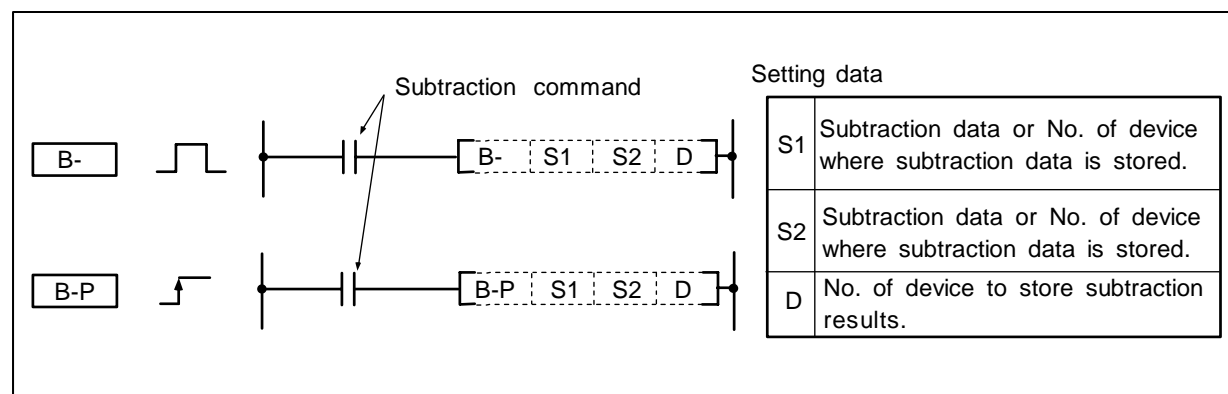 Subtraction command
B-
B- S1 S2 D
B-P
B-P S1 S2 D
Setting data
S1 Subtraction data or No. of device
where subtraction data is stored.
S2 Subtraction data or No. of device
where subtraction data is stored.
D No. of device to store subtraction
results.